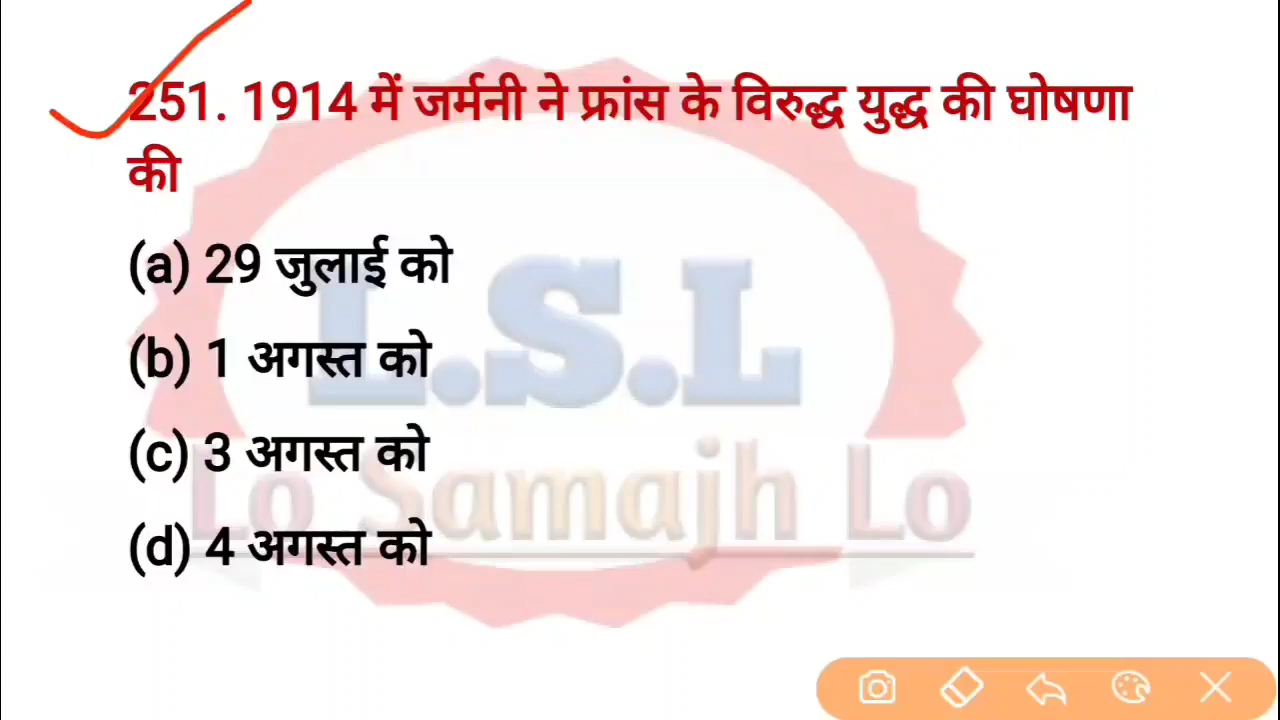 251. 1914 में जर्मनी ने फ्रांस के विरुद्ध युद्ध की घोषणा
की
(a) 29 जुलाई को
(b) 1 अगस्त को
(c) 3 अगस्त को
(d) 4 अगस्त को
L.S.L
Lo Samajh Lo